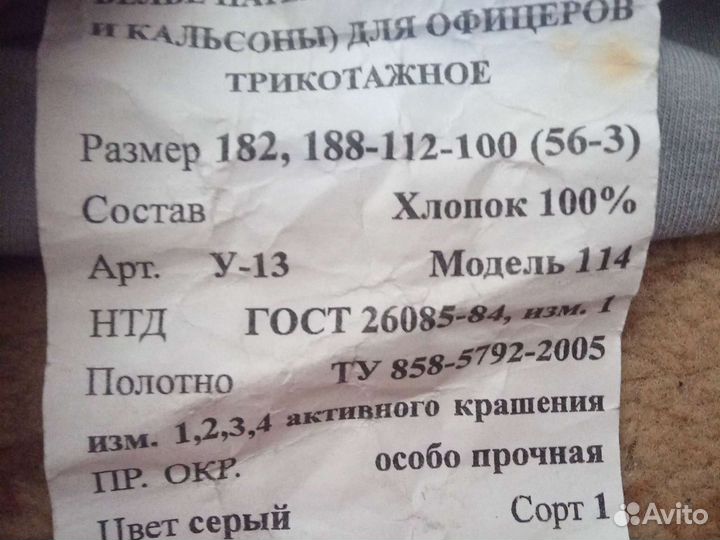 БЕЛЬЕ
И КАЛЬСОНЫ) ДЛЯ ОФИЦЕРОВ
ТРИКОТАЖНОЕ
Размер 182, 188-112-100 (56-3)
Состав Хлопок 100%
Арт. У-13 Модель 114
НТД ГОСТ 26085-84, изм. 1
Полотно ТУ 858-5792-2005
изм. 1,2,3,4 активного крашения
ПР. ОКР. особо прочная
Цвет серый Сорт 1
Avito